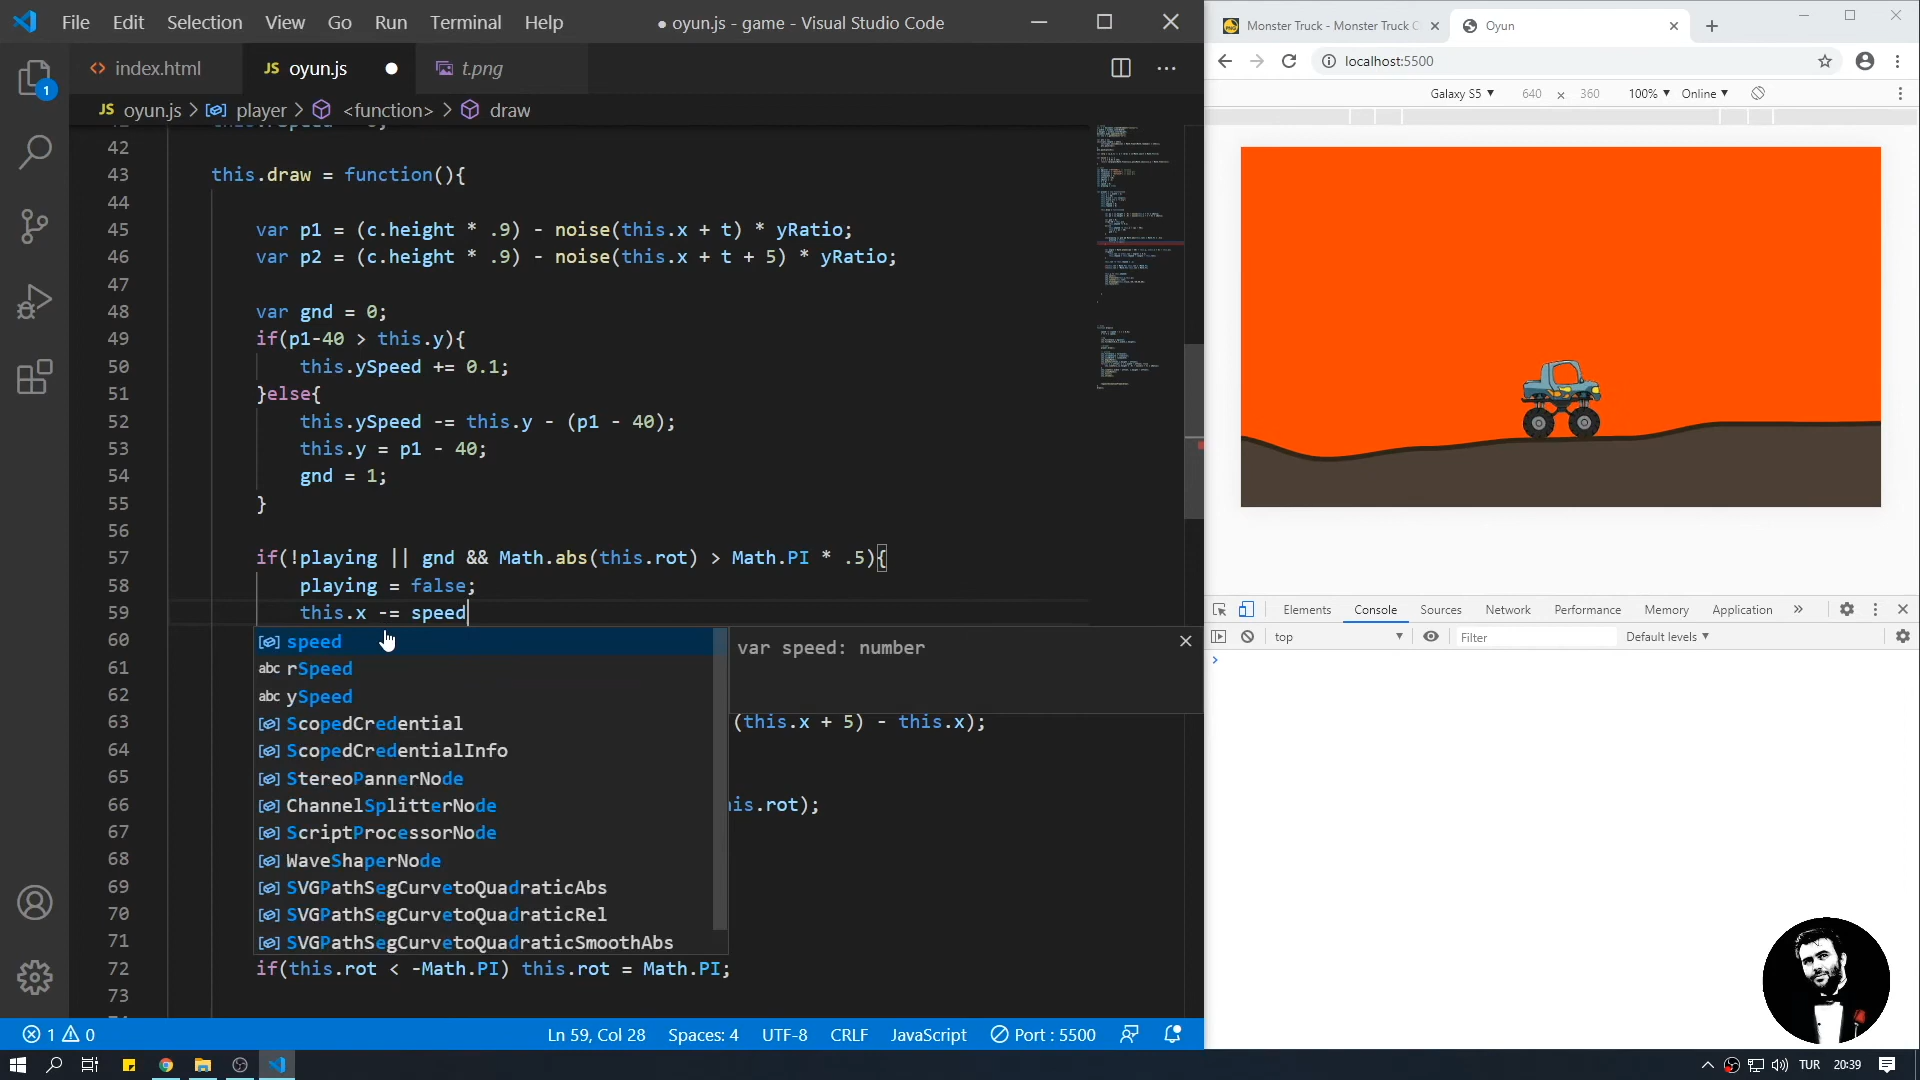 File Edit Selection View Go Run Terminal Help
● oyun.js - game - Visual Studio Code
<> index.html
JS oyun.js ●
t.png
JS oyun.js > player > <function> > draw
42
43 this.draw = function(){
44
45 var p1 = (c.height * .9) - noise(this.x + t) * yRatio;
46 var p2 = (c.height * .9) - noise(this.x + t + 5) * yRatio;
47
48 var gnd = 0;
49 if(p1-40 > this.y){
50 this.ySpeed += 0.1;
51 }else{
52 this.ySpeed -= this.y - (p1 - 40);
53 this.y = p1 - 40;
54 gnd = 1;
55 }
56
57 if(!playing || gnd && Math.abs(this.rot) > Math.PI * .5){
58 playing = false;
59 this.x -= speed
60 speed
var speed: number
61 abc rSpeed
62 abc ySpeed
63 ScopedCredential
(this.x + 5) - this.x);
64 ScopedCredentialInfo
65 StereoPannerNode
66 ChannelSplitterNode
is.rot);
67 ScriptProcessorNode
68 WaveShaperNode
69 SVGPathSegCurvetoQuadraticAbs
70 SVGPathSegCurvetoQuadraticRel
71 SVGPathSegCurvetoQuadraticSmoothAbs
72 if(this.rot < -Math.PI) this.rot = Math.PI;
73
1
1 0
Ln 59, Col 28 Spaces: 4 UTF-8 CRLF JavaScript Port : 5500
Monster Truck - Monster Truck C
Oyun
localhost:5500
Galaxy S5 ▼ 640 × 360 100% ▼ Online ▼
Elements Console Sources Network Performance Memory Application »
top ▼ Filter Default levels ▼
>
TUR 20:39